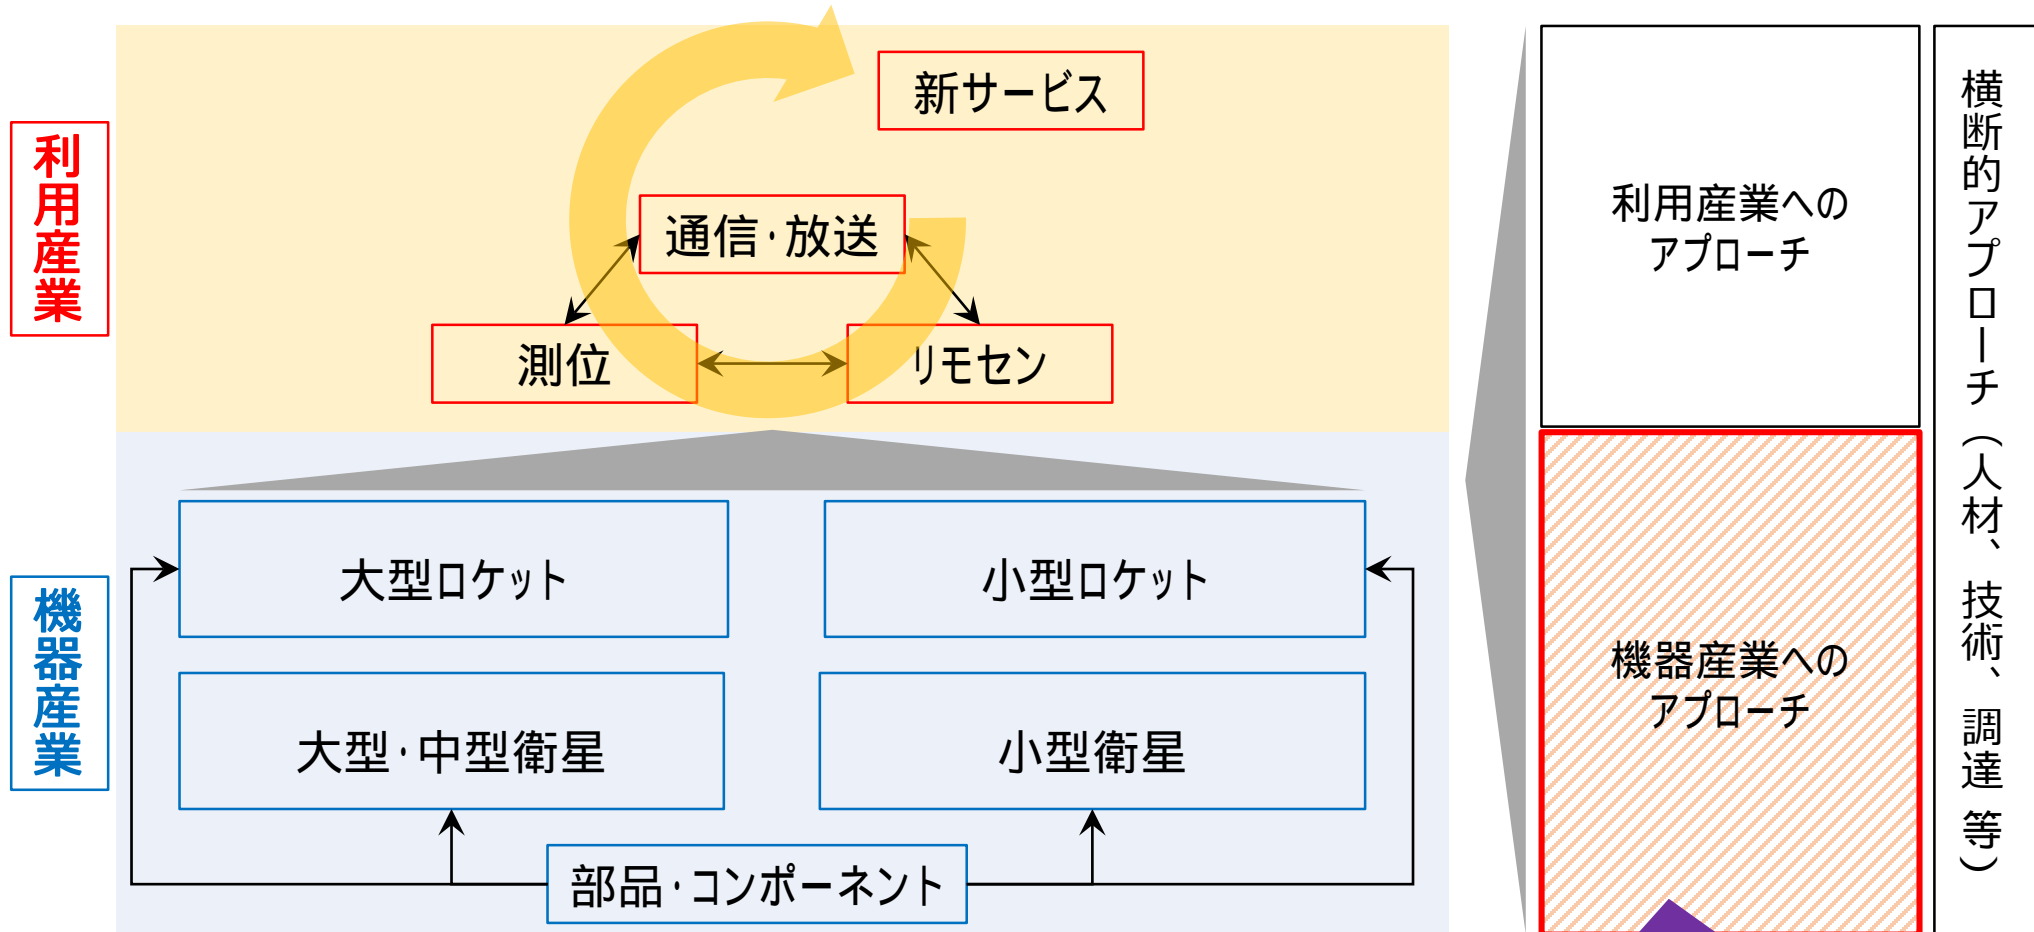 利用産業
新サービス
通信・放送
測位
リモセン
機器産業
大型ロケット
小型ロケット
大型・中型衛星
小型衛星
部品・コンポーネント
利用産業への
アプローチ
機器産業への
アプローチ
横断的アプローチ（人材、技術、調達 等）